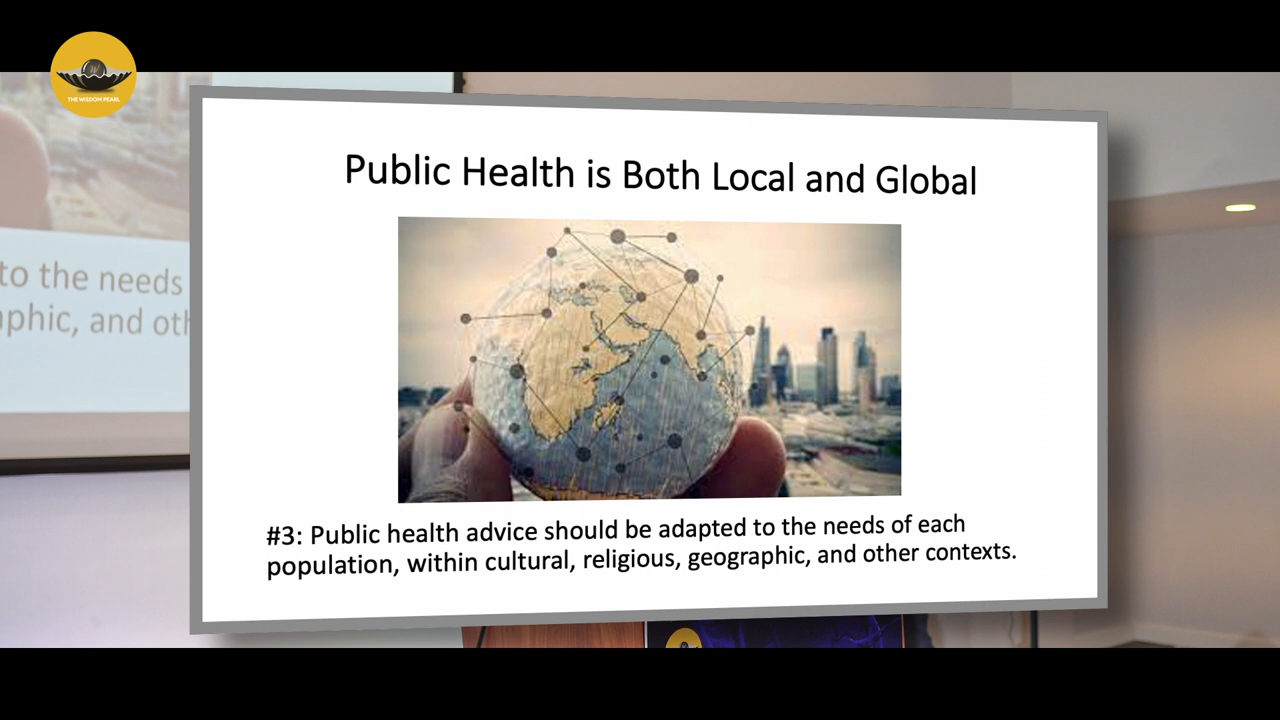 THE WISDOM PEARL
Public Health is Both Local and Global
to the needs
aphic, and oth
#3: Public health advice should be adapted to the needs of each
population, within cultural, religious, geographic, and other contexts.